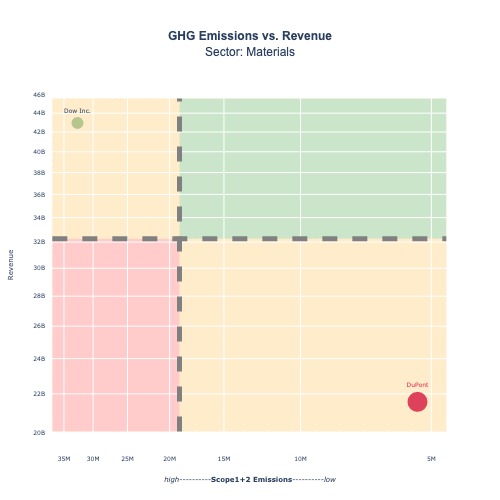 GHG Emissions vs. Revenue
Sector: Materials
46B
44B
42B
40B
38B
36B
34B
32B
30B
28B
26B
24B
22B
20B
Revenue
Dow Inc.
DuPont
35M 30M 25M 20M 15M 10M 5M
high----------Scope1+2 Emissions----------low